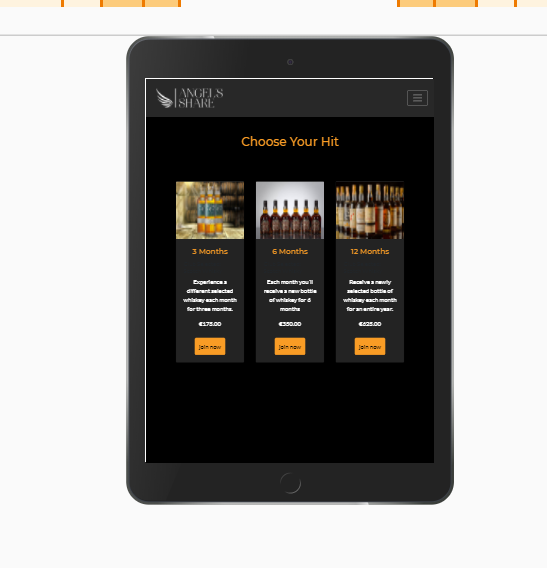 ANGEL'S
SHARE
Choose Your Hit
3 Months
Experience a
different selected
whiskey each month
for three months.
€175.00
Join now
6 Months
Each month you'll
receive a new bottle
of whiskey for 6
months
€350.00
Join now
12 Months
Receive a newly
selected bottle of
whiskey each month
for an entire year.
€625.00
Join now